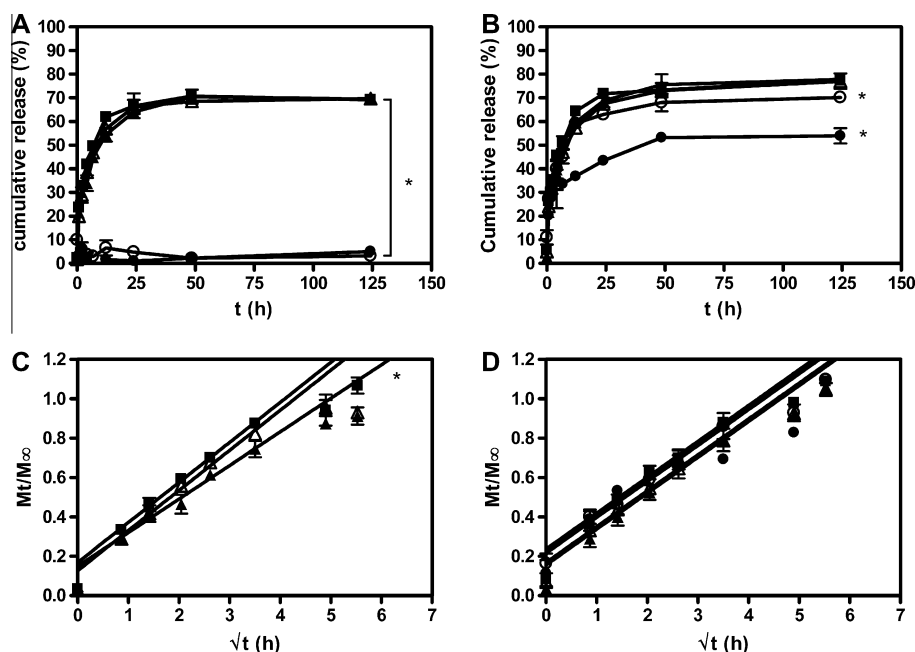 A
cumulative release (%)
100
90
80
70
60
50
40
30
20
10
0
*
0 25 50 75 100 125 150
t (h)
B
Cumulative release (%)
100
90
80
70
60
50
40
30
20
10
0
*
*
0 25 50 75 100 125 150
t (h)
C
Mt/M∞
1.2
1.0
0.8
0.6
0.4
0.2
0.0
*
0 1 2 3 4 5 6 7
√t (h)
D
Mt/M∞
1.2
1.0
0.8
0.6
0.4
0.2
0.0
0 1 2 3 4 5 6 7
√t (h)